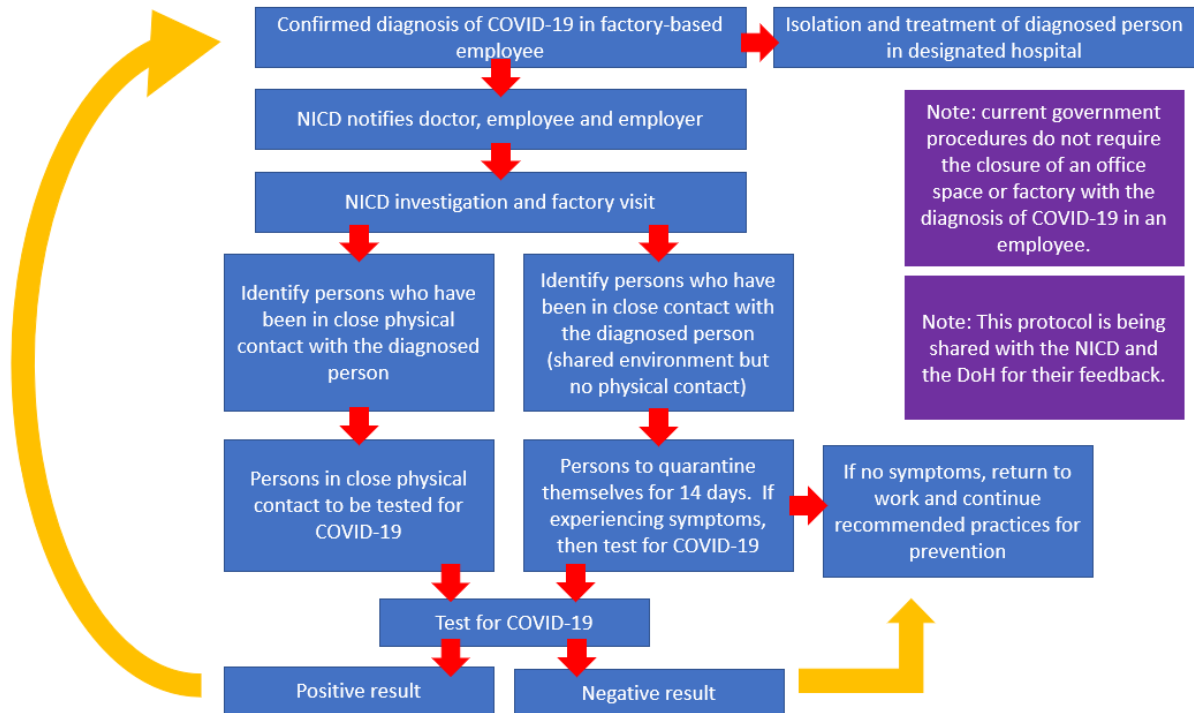 Confirmed diagnosis of COVID-19 in factory-based
employee
Isolation and treatment of diagnosed person
in designated hospital
NICD notifies doctor, employee and employer
Note: current government
procedures do not require
the closure of an office
space or factory with the
diagnosis of COVID-19 in an
employee.
NICD investigation and factory visit
Identify persons who have
been in close physical
contact with the diagnosed
person
Identify persons who have
been in close contact with
the diagnosed person
(shared environment but
no physical contact)
Note: This protocol is being
shared with the NICD and
the DoH for their feedback.
Persons in close physical
contact to be tested for
COVID-19
Persons to quarantine
themselves for 14 days.  If
experiencing symptoms,
then test for COVID-19
If no symptoms, return to
work and continue
recommended practices for
prevention
Test for COVID-19
Positive result
Negative result